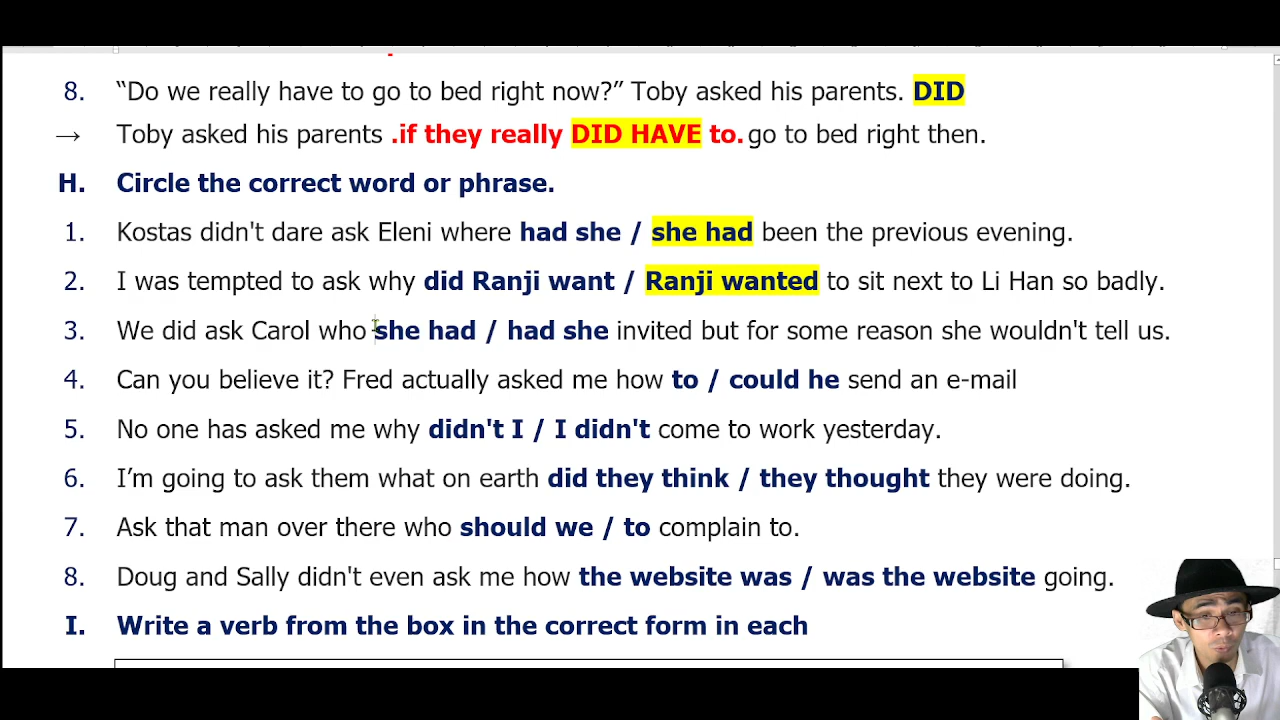 8. “Do we really have to go to bed right now?” Toby asked his parents. DID
→ Toby asked his parents .if they really DID HAVE to. go to bed right then.
H. Circle the correct word or phrase.
1. Kostas didn't dare ask Eleni where had she / she had been the previous evening.
2. I was tempted to ask why did Ranji want / Ranji wanted to sit next to Li Han so badly.
3. We did ask Carol who she had / had she invited but for some reason she wouldn't tell us.
4. Can you believe it? Fred actually asked me how to / could he send an e-mail
5. No one has asked me why didn't I / I didn't come to work yesterday.
6. I’m going to ask them what on earth did they think / they thought they were doing.
7. Ask that man over there who should we / to complain to.
8. Doug and Sally didn't even ask me how the website was / was the website going.
I. Write a verb from the box in the correct form in each